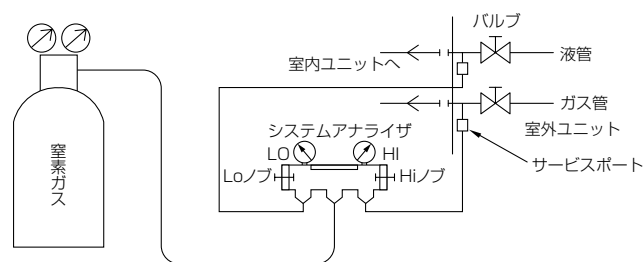 バルブ
液管
室内ユニットへ
ガス管
システムアナライザ
室外ユニット
LO
HI
サービスポート
Loノブ
Hiノブ
窒素ガス